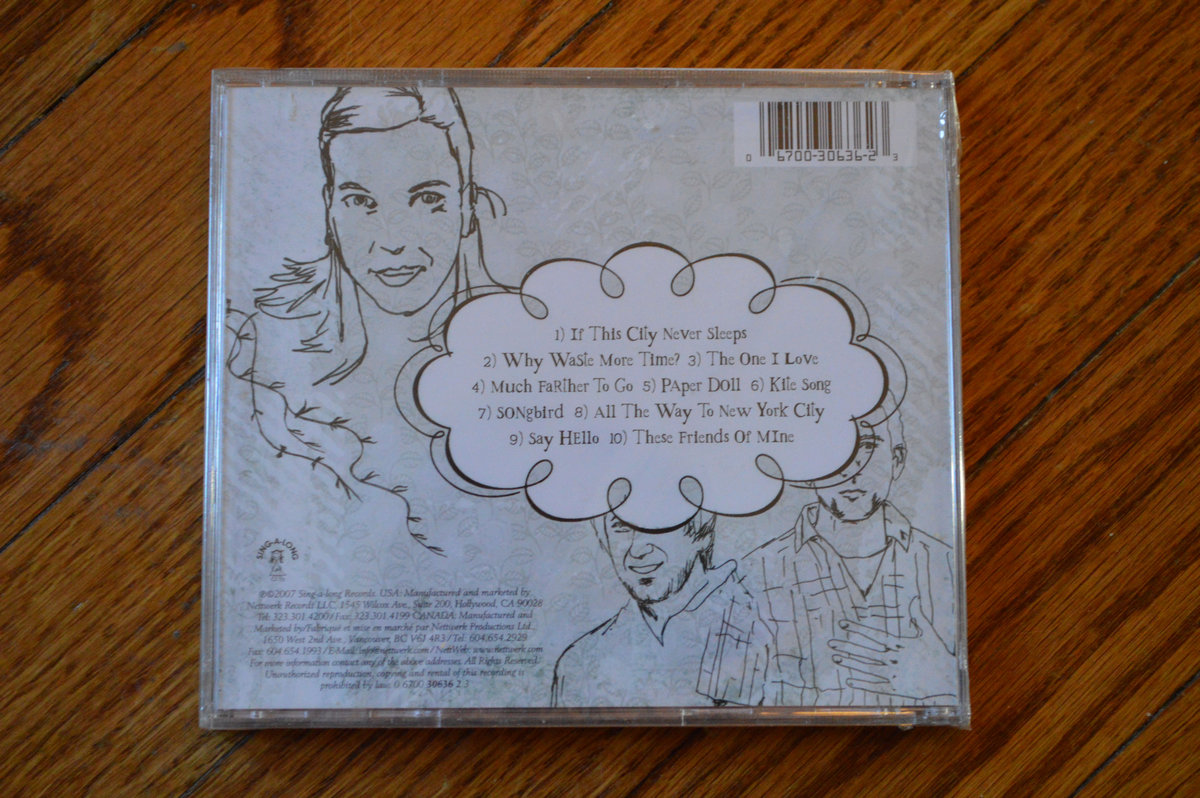 0 6700-30636-2 3
1) If This City Never Sleeps
2) Why Waste More Time? 3) The One I Love
4) Much Farther To Go 5) Paper Doll 6) Kite Song
7) Songbird 8) All The Way To New York City
9) Say Hello 10) These Friends Of Mine
SING-A-LONG
℗©2007 Sing-a-long Records. USA: Manufactured and marketed by
Nettwerk Records LLC, 1545 Wilcox Ave., Suite 200, Hollywood, CA 90028
Tel: 323.301.4200 / Fax: 323.301.4199 CANADA: Manufactured and
Marketed by/Fabriqué et mise en marché par Nettwerk Productions Ltd.,
1650 West 2nd Ave., Vancouver, BC V6J 4R3 / Tel: 604.654.2929
Fax: 604.654.1993 / E-Mail: info@nettwerk.com / NettWeb: www.nettwerk.com
For more information contact any of the above addresses. All Rights Reserved.
Unauthorized reproduction, copying and rental of this recording is
prohibited by law. 0 6700 30636 2 3